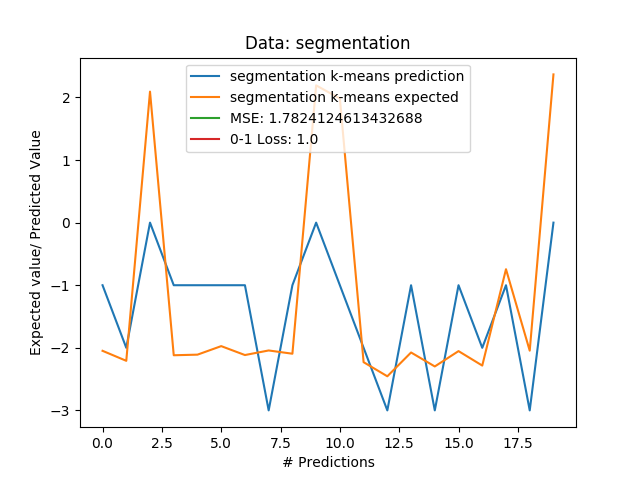 Data: segmentation
segmentation k-means prediction
segmentation k-means expected
MSE: 1.7824124613432688
0-1 Loss: 1.0
Expected value/ Predicted Value
2
1
0
−1
−2
−3
0.0 2.5 5.0 7.5 10.0 12.5 15.0 17.5
# Predictions